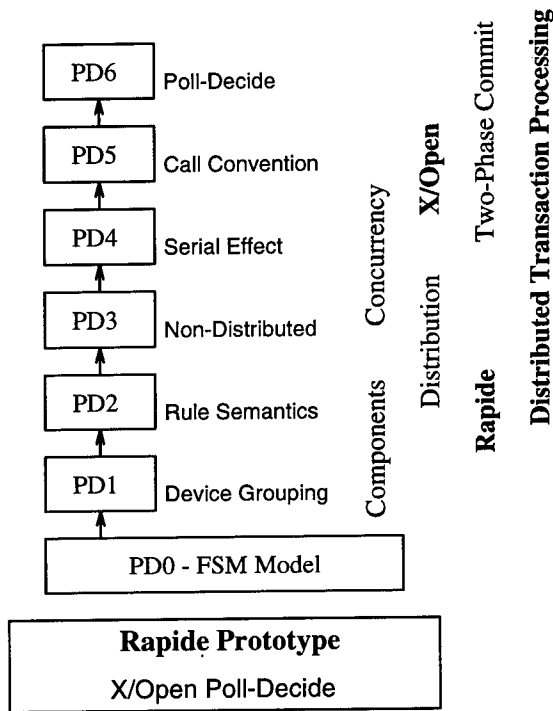 PD6 Poll-Decide
PD5 Call Convention
PD4 Serial Effect
PD3 Non-Distributed
PD2 Rule Semantics
PD1 Device Grouping
PD0 - FSM Model
Components
Concurrency
Distribution
X/Open
Rapide
Two-Phase Commit
Distributed Transaction Processing
Rapide Prototype
X/Open Poll-Decide